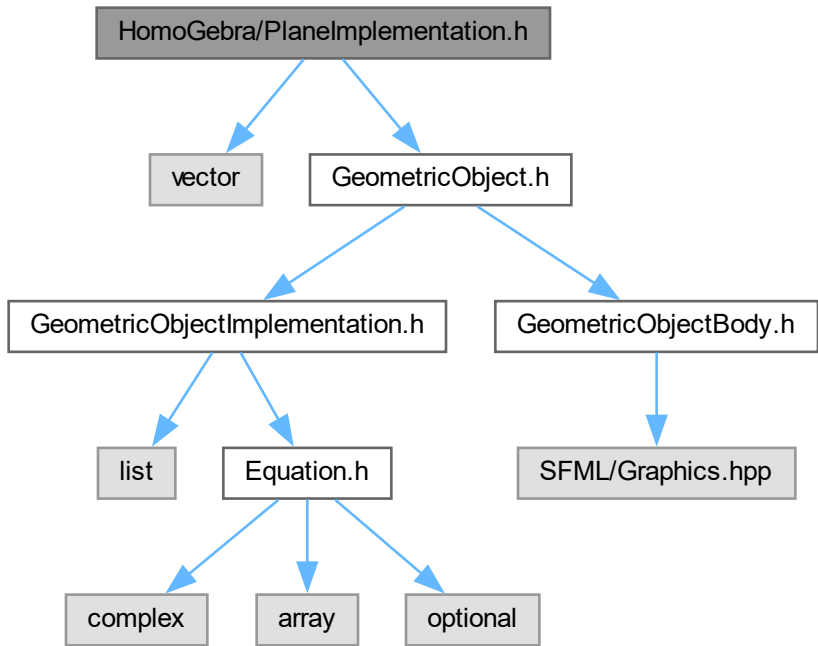 HomoGebra/PlaneImplementation.h
vector
GeometricObject.h
GeometricObjectImplementation.h
GeometricObjectBody.h
list
Equation.h
SFML/Graphics.hpp
complex
array
optional